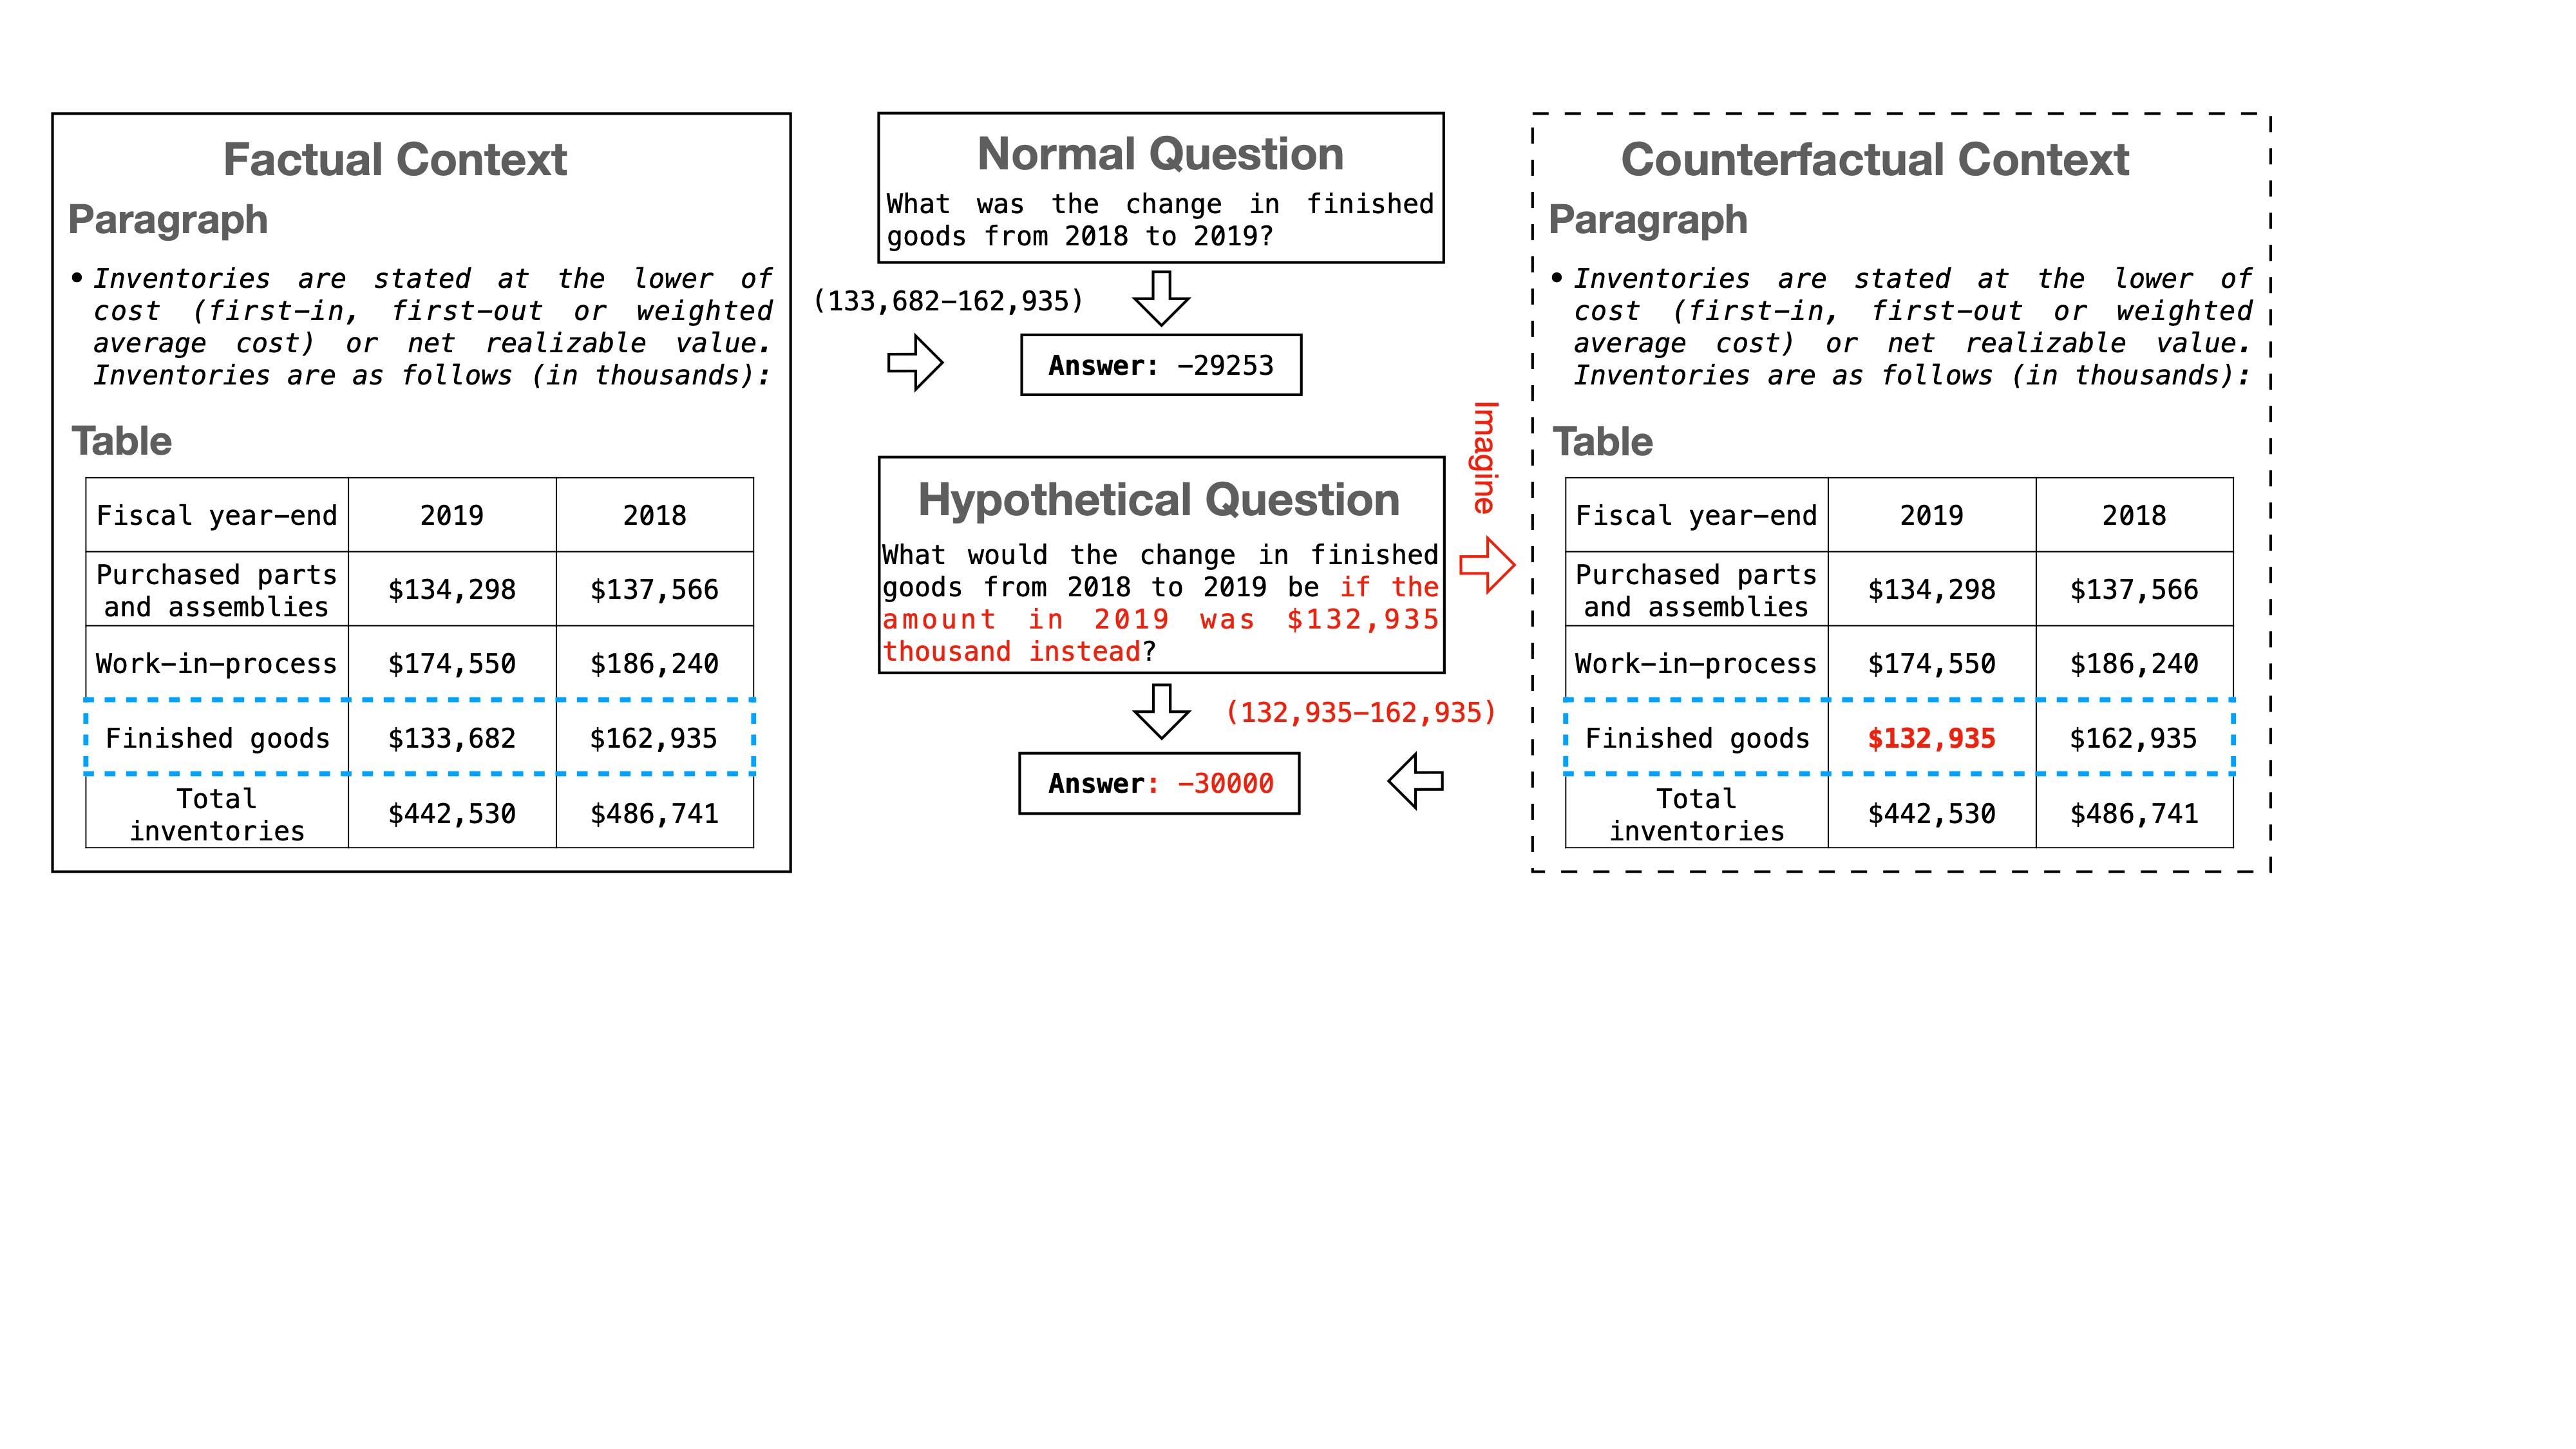 Factual Context
Paragraph
• Inventories are stated at the lower of
cost (first-in, first-out or weighted
average cost) or net realizable value.
Inventories are as follows (in thousands):
Table
Fiscal year-end 2019 2018
Purchased parts
and assemblies $134,298 $137,566
Work-in-process $174,550 $186,240
Finished goods $133,682 $162,935
Total
inventories $442,530 $486,741
Normal Question
What was the change in finished
goods from 2018 to 2019?
(133,682-162,935)
Answer: -29253
Hypothetical Question
What would the change in finished
goods from 2018 to 2019 be if the
amount in 2019 was $132,935
thousand instead?
Imagine
(132,935-162,935)
Answer: -30000
Counterfactual Context
Paragraph
• Inventories are stated at the lower of
cost (first-in, first-out or weighted
average cost) or net realizable value.
Inventories are as follows (in thousands):
Table
Fiscal year-end 2019 2018
Purchased parts
and assemblies $134,298 $137,566
Work-in-process $174,550 $186,240
Finished goods $132,935 $162,935
Total
inventories $442,530 $486,741